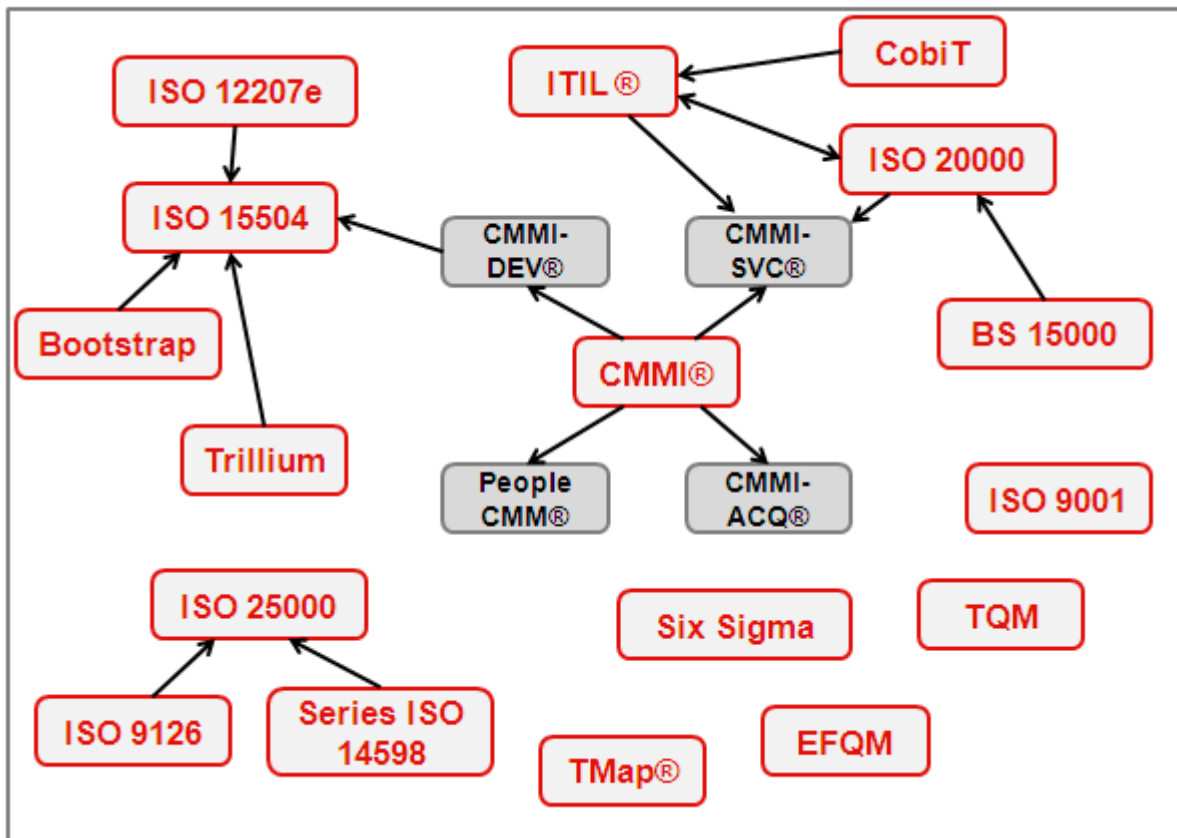 CobiT
ITIL ®
ISO 12207e
ISO 20000
ISO 15504
CMMI-
DEV®
CMMI-
SVC®
Bootstrap
BS 15000
CMMI®
Trillium
People
CMM®
CMMI-
ACQ®
ISO 9001
ISO 25000
Six Sigma
TQM
ISO 9126
Series ISO
14598
TMap®
EFQM